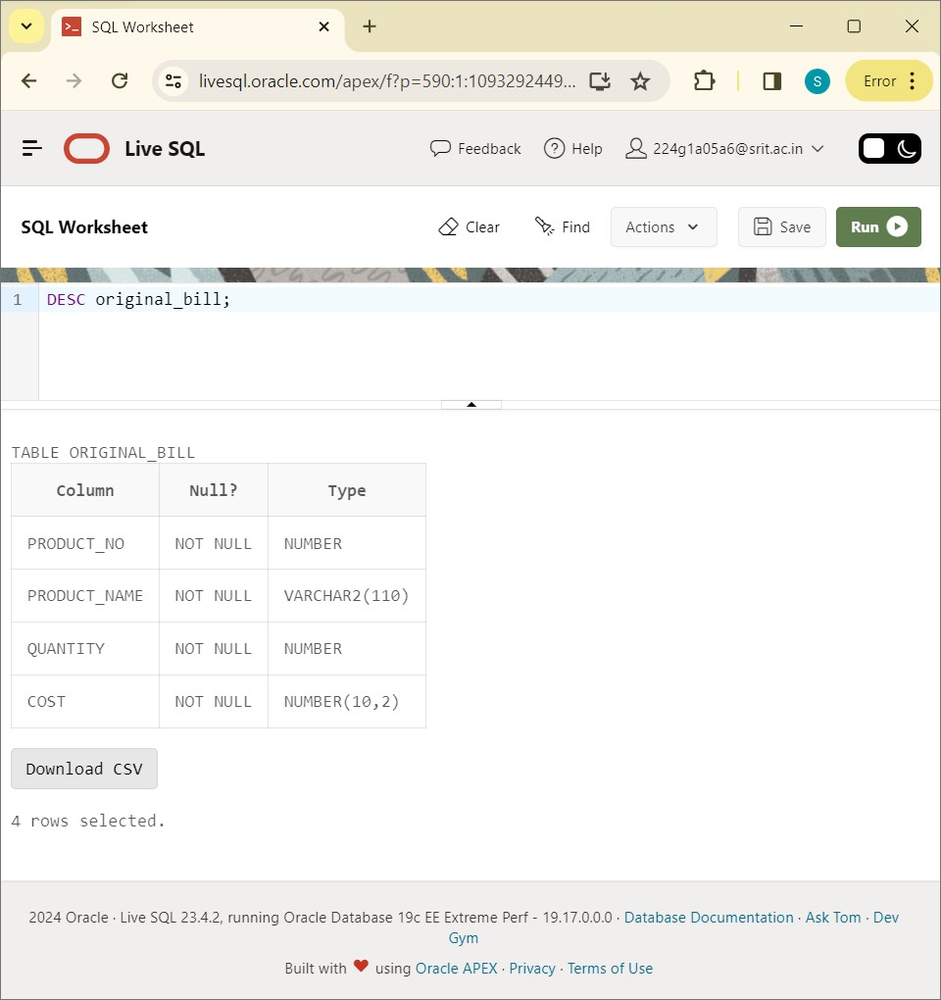 SQL Worksheet
livesql.oracle.com/apex/f?p=590:1:1093292449...
S
Error
Live SQL
Feedback
Help
224g1a05a6@srit.ac.in
SQL Worksheet
Clear
Find
Actions
Save
Run
1 DESC original_bill;
TABLE ORIGINAL_BILL
Column Null? Type
PRODUCT_NO NOT NULL NUMBER
PRODUCT_NAME NOT NULL VARCHAR2(110)
QUANTITY NOT NULL NUMBER
COST NOT NULL NUMBER(10,2)
Download CSV
4 rows selected.
2024 Oracle · Live SQL 23.4.2, running Oracle Database 19c EE Extreme Perf - 19.17.0.0.0 · Database Documentation · Ask Tom · Dev
Gym
Built with ❤ using Oracle APEX · Privacy · Terms of Use